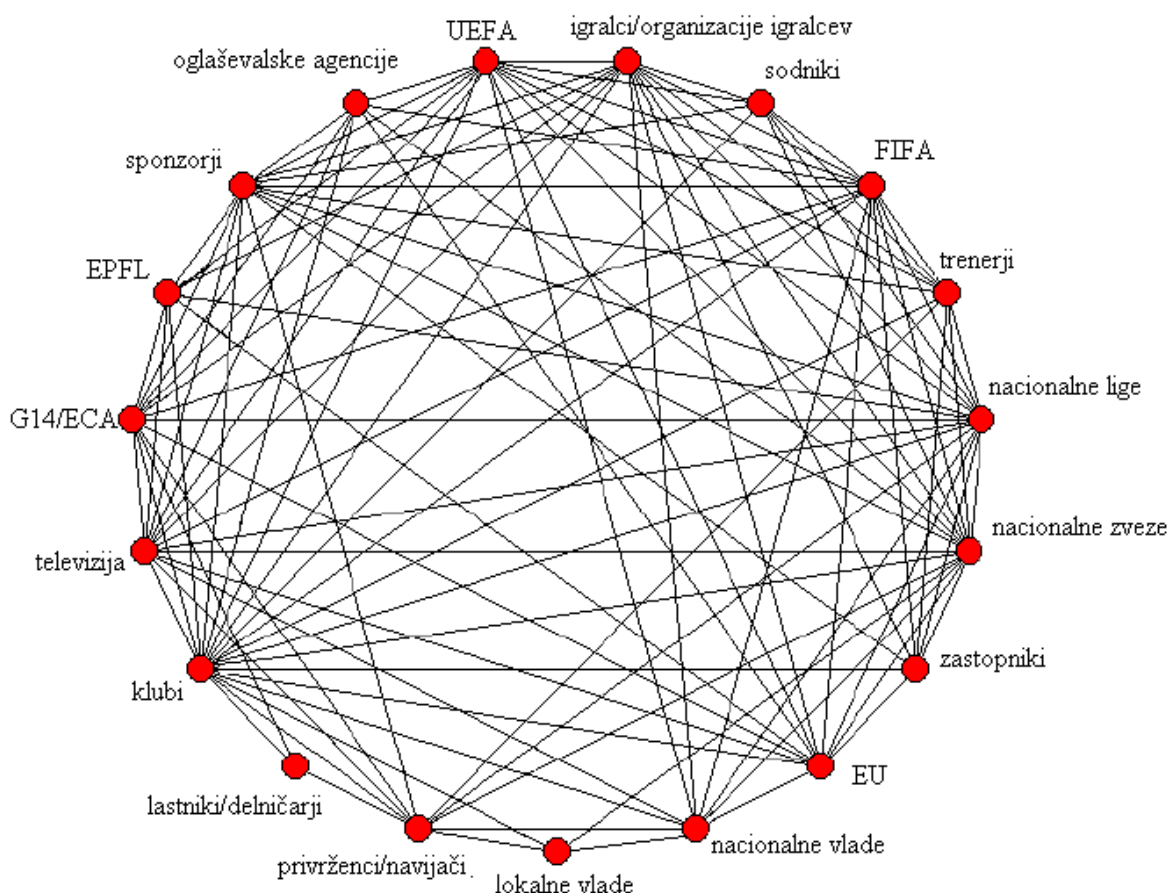 UEFA
igralci/organizacije igralcev
oglaševalske agencije
sodniki
sponzorji
FIFA
EPFL
trenerji
G14/ECA
nacionalne lige
televizija
nacionalne zveze
klubi
zastopniki
lastniki/delničarji
EU
privrženci/navijači.
lokalne vlade
nacionalne vlade